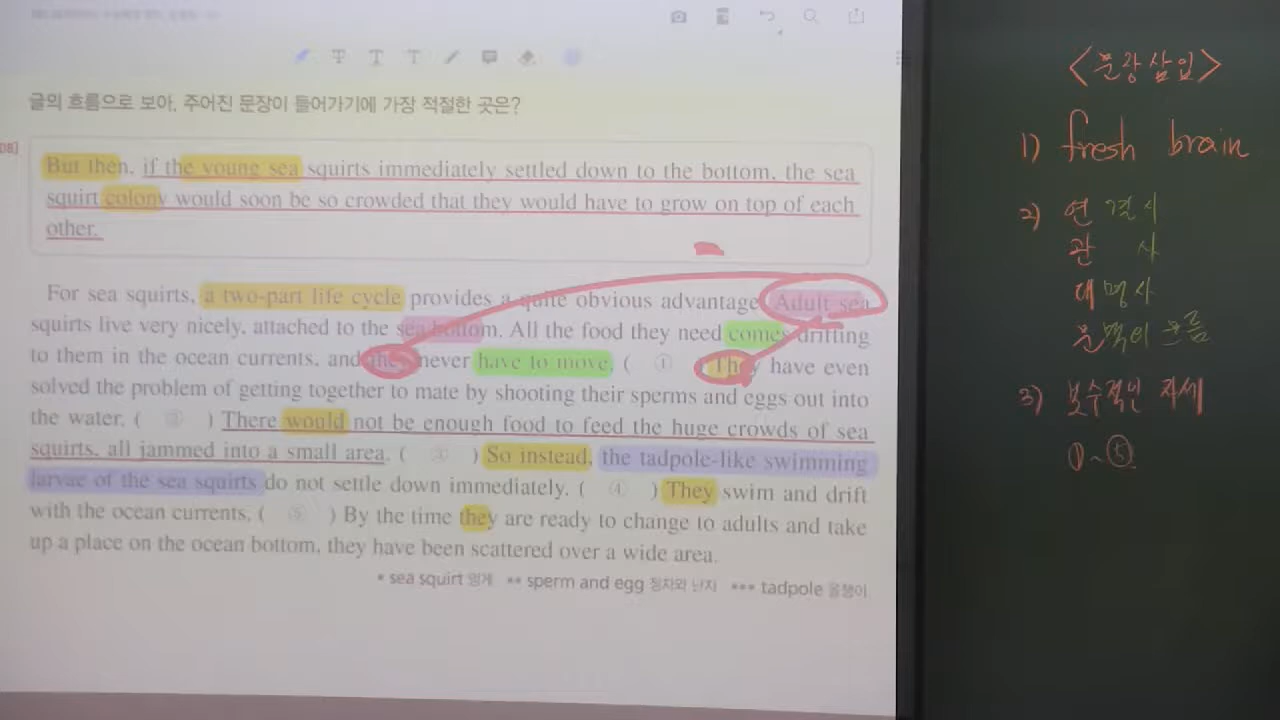 글의 흐름으로 보아, 주어진 문장이 들어가기에 가장 적절한 곳은?
08]
But then, if the young sea squirts immediately settled down to the bottom, the sea
squirt colony would soon be so crowded that they would have to grow on top of each
other.
For sea squirts, a two-part life cycle provides a quite obvious advantage. Adult sea
squirts live very nicely, attached to the sea bottom. All the food they need comes drifting
to them in the ocean currents, and they never have to move. ( ① ) They have even
solved the problem of getting together to mate by shooting their sperms and eggs out into
the water. ( ② ) There would not be enough food to feed the huge crowds of sea
squirts, all jammed into a small area. ( ③ ) So instead, the tadpole-like swimming
larvae of the sea squirts do not settle down immediately. ( ④ ) They swim and drift
with the ocean currents. ( ⑤ ) By the time they are ready to change to adults and take
up a place on the ocean bottom, they have been scattered over a wide area.
* sea squirt 멍게 ** sperm and egg 정자와 난자 *** tadpole 올챙이
<문장삽입>
1) fresh brain
2) 연결사
관 사
대명사
문맥이 흐름
3) 보수적인 자세
①~⑤